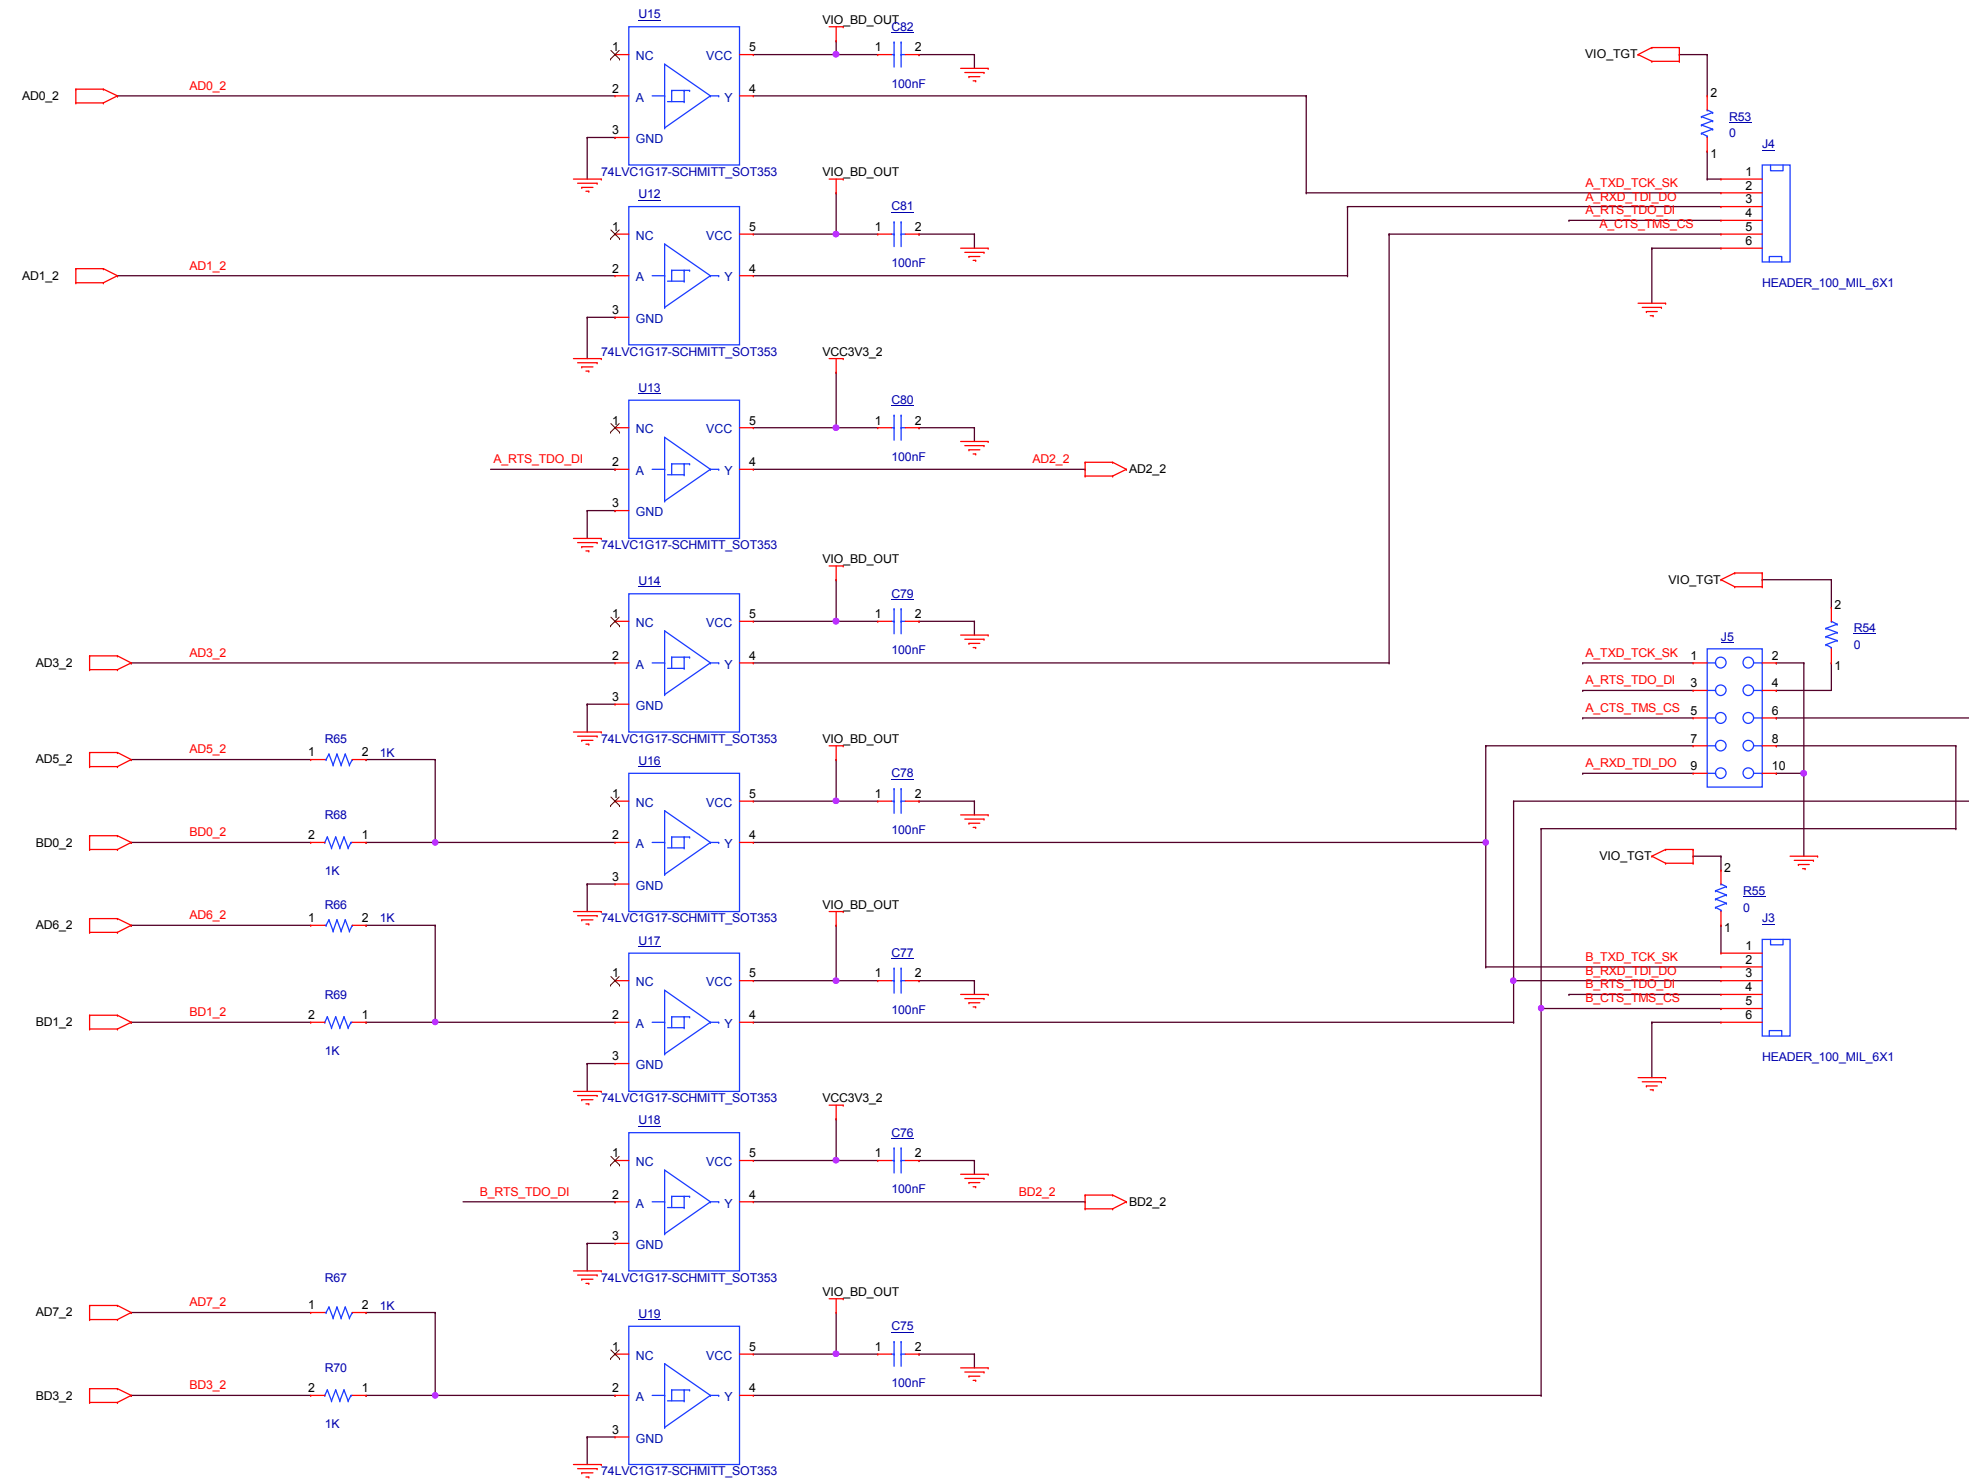 U15
VIO_BD_OUT
C82
1 NC VCC 5
1 2
100nF
AD0_2
AD0_2
2 A Y 4
3 GND
74LVC1G17-SCHMITT_SOT353
VIO_TGT
2
R53
0
1
J4
U12
VIO_BD_OUT
C81
1 NC VCC 5
1 2
100nF
AD1_2
AD1_2
2 A Y 4
3 GND
74LVC1G17-SCHMITT_SOT353
A_TXD_TCK_SK
A_RXD_TDI_DO
A_RTS_TDO_DI
A_CTS_TMS_CS
1
2
3
4
5
6
HEADER_100_MIL_6X1
U13
VCC3V3_2
C80
1 NC VCC 5
1 2
100nF
A_RTS_TDO_DI
2 A Y 4
AD2_2
AD2_2
3 GND
74LVC1G17-SCHMITT_SOT353
U14
VIO_BD_OUT
C79
1 NC VCC 5
1 2
100nF
AD3_2
AD3_2
2 A Y 4
3 GND
74LVC1G17-SCHMITT_SOT353
VIO_TGT
2
R54
0
1
J5
A_TXD_TCK_SK 1 2
A_RTS_TDO_DI 3 4
A_CTS_TMS_CS 5 6
7 8
A_RXD_TDI_DO 9 10
AD5_2
AD5_2
R65
1 2 1K
U16
VIO_BD_OUT
C78
1 NC VCC 5
1 2
100nF
BD0_2
BD0_2
R68
2 1
1K
2 A Y 4
3 GND
74LVC1G17-SCHMITT_SOT353
VIO_TGT
2
R55
0
1
J3
AD6_2
AD6_2
R66
1 2 1K
U17
VIO_BD_OUT
C77
1 NC VCC 5
1 2
100nF
BD1_2
BD1_2
R69
2 1
1K
2 A Y 4
3 GND
74LVC1G17-SCHMITT_SOT353
B_TXD_TCK_SK
B_RXD_TDI_DO
B_RTS_TDO_DI
B_CTS_TMS_CS
1
2
3
4
5
6
HEADER_100_MIL_6X1
U18
VCC3V3_2
C76
1 NC VCC 5
1 2
100nF
B_RTS_TDO_DI
2 A Y 4
BD2_2
BD2_2
3 GND
74LVC1G17-SCHMITT_SOT353
AD7_2
AD7_2
R67
1 2 1K
U19
VIO_BD_OUT
C75
1 NC VCC 5
1 2
100nF
BD3_2
BD3_2
R70
2 1
1K
2 A Y 4
3 GND
74LVC1G17-SCHMITT_SOT353